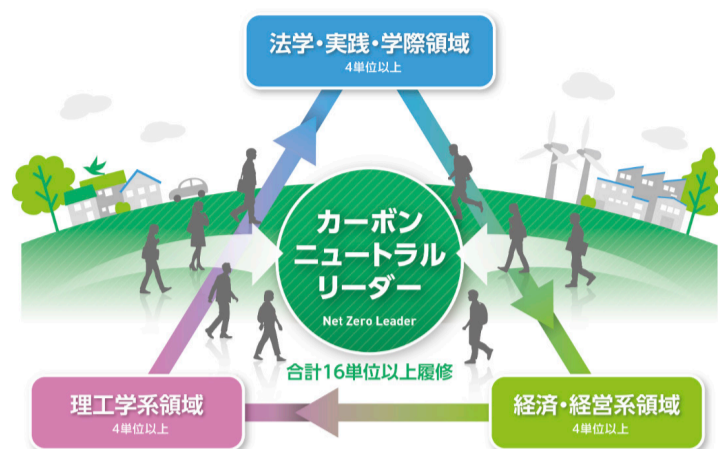 法学・実践・学際領域
4単位以上
カーボン
ニュートラル
リーダー
Net Zero Leader
合計16単位以上履修
理工学系領域
4単位以上
経済・経営系領域
4単位以上